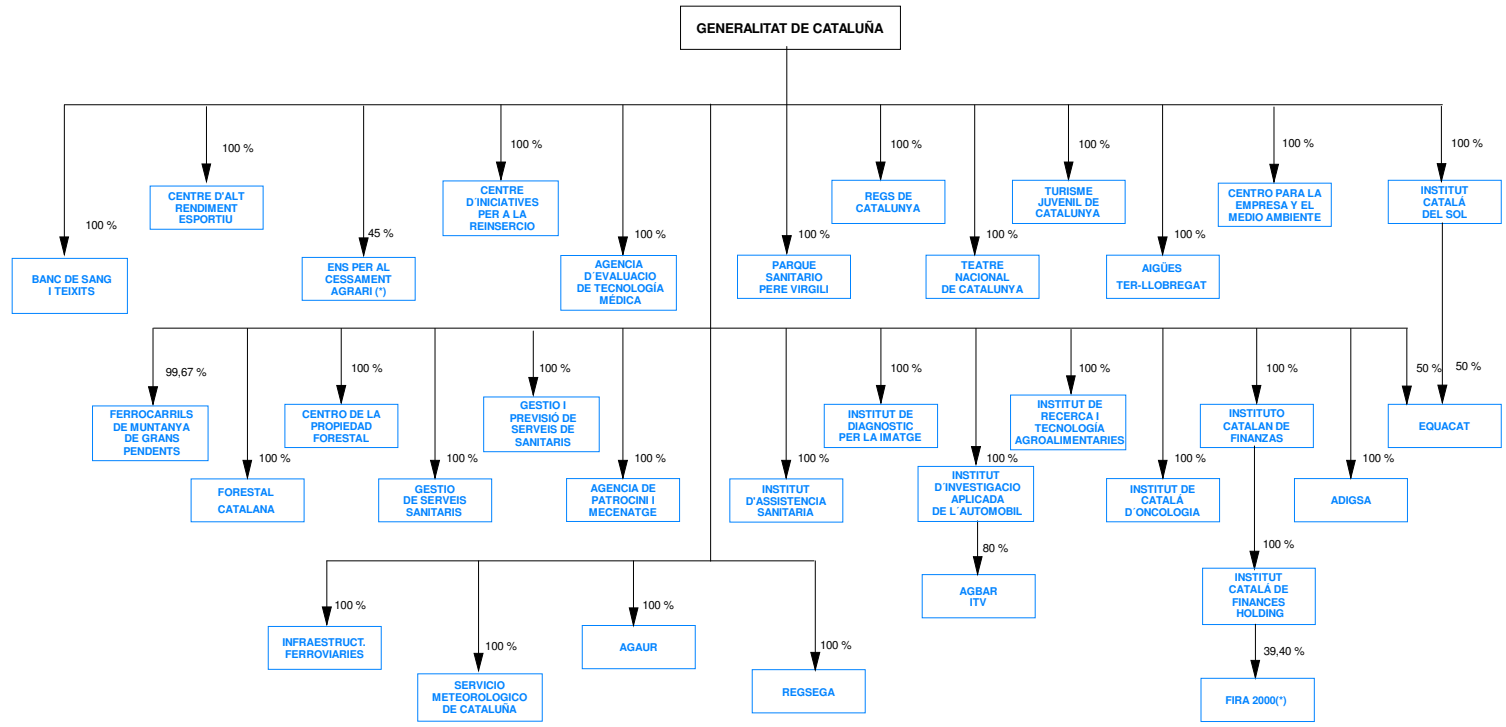 GENERALITAT DE CATALUÑA
100 %
BANC DE SANG
I TEIXITS
100 %
CENTRE D'ALT
RENDIMENT
ESPORTIU
45 %
ENS PER AL
CESSAMENT
AGRARI (*)
100 %
CENTRE
D´INICIATIVES
PER A LA
REINSERCIO
100 %
AGENCIA
D´EVALUACIO
DE TECNOLOGÍA
MÉDICA
100 %
PARQUE
SANITARIO
PERE VIRGILI
100 %
REGS DE
CATALUNYA
100 %
TEATRE
NACIONAL
DE CATALUNYA
100 %
TURISME
JUVENIL DE
CATALUNYA
100 %
AIGÜES
TER-LLOBREGAT
100 %
CENTRO PARA LA
EMPRESA Y EL
MEDIO AMBIENTE
100 %
INSTITUT
CATALÁ
DEL SOL
99,67 %
FERROCARRILS
DE MUNTANYA
DE GRANS
PENDENTS
100 %
FORESTAL
CATALANA
100 %
CENTRO DE LA
PROPIEDAD
FORESTAL
100 %
GESTIO
DE SERVEIS
SANITARIS
100 %
GESTIO I
PREVISIÓ DE
SERVEIS DE
SANITARIS
100 %
AGENCIA DE
PATROCINI I
MECENATGE
100 %
INSTITUT
D'ASSISTENCIA
SANITARIA
100 %
INSTITUT DE
DIAGNOSTIC
PER LA IMATGE
100 %
INSTITUT
D´INVESTIGACIO
APLICADA
DE L´AUTOMOBIL
100 %
INSTITUT DE
RECERCA I
TECNOLOGÍA
AGROALIMENTARIES
100 %
INSTITUT DE
CATALÁ
D´ONCOLOGIA
100 %
INSTITUTO
CATALAN DE
FINANZAS
100 %
ADIGSA
50 %
50 %
EQUACAT
80 %
AGBAR
ITV
100 %
INSTITUT
CATALÁ DE
FINANCES
HOLDING
39,40 %
FIRA 2000(*)
100 %
INFRAESTRUCT.
FERROVIARIES
100 %
SERVICIO
METEOROLOGICO
DE CATALUÑA
100 %
AGAUR
100 %
REGSEGA